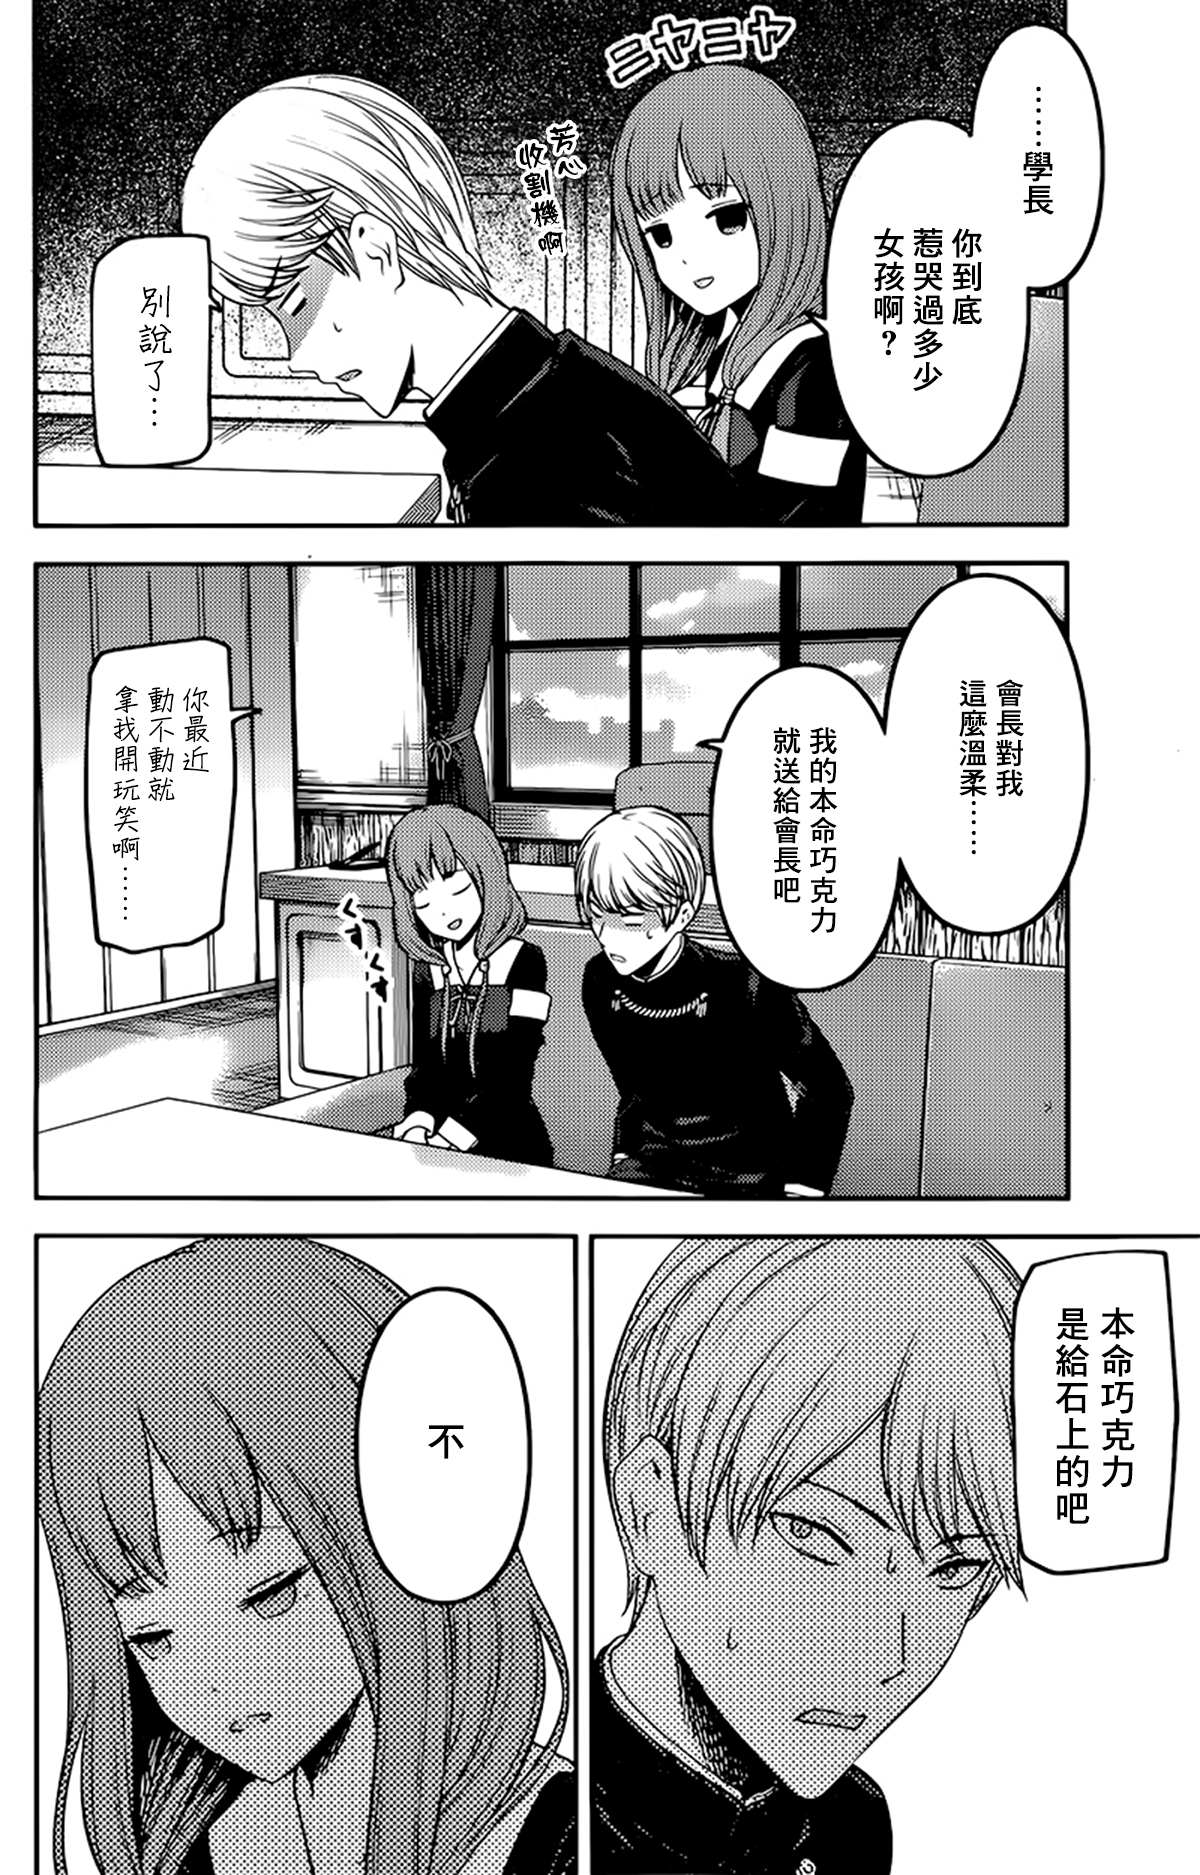 ……學長
你到底
惹哭過多少
女孩啊？
ニヤニヤ
芳心
收割機啊
別說了…
會長對我
這麼溫柔……
我的本命巧克力
就送給會長吧
くすくす
你最近
動不動就
拿我開玩笑啊……
本命巧克力
是給石上的吧
不